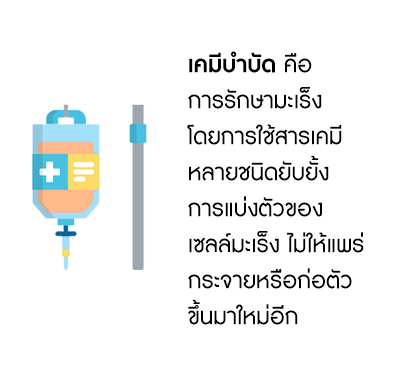 เคมีบำบัด คือ
การรักษามะเร็ง
โดยการใช้สารเคมี
หลายชนิดยับยั้ง
การแบ่งตัวของ
เซลล์มะเร็ง ไม่ให้แพร่
กระจายหรือก่อตัว
ขึ้นมาใหม่อีก